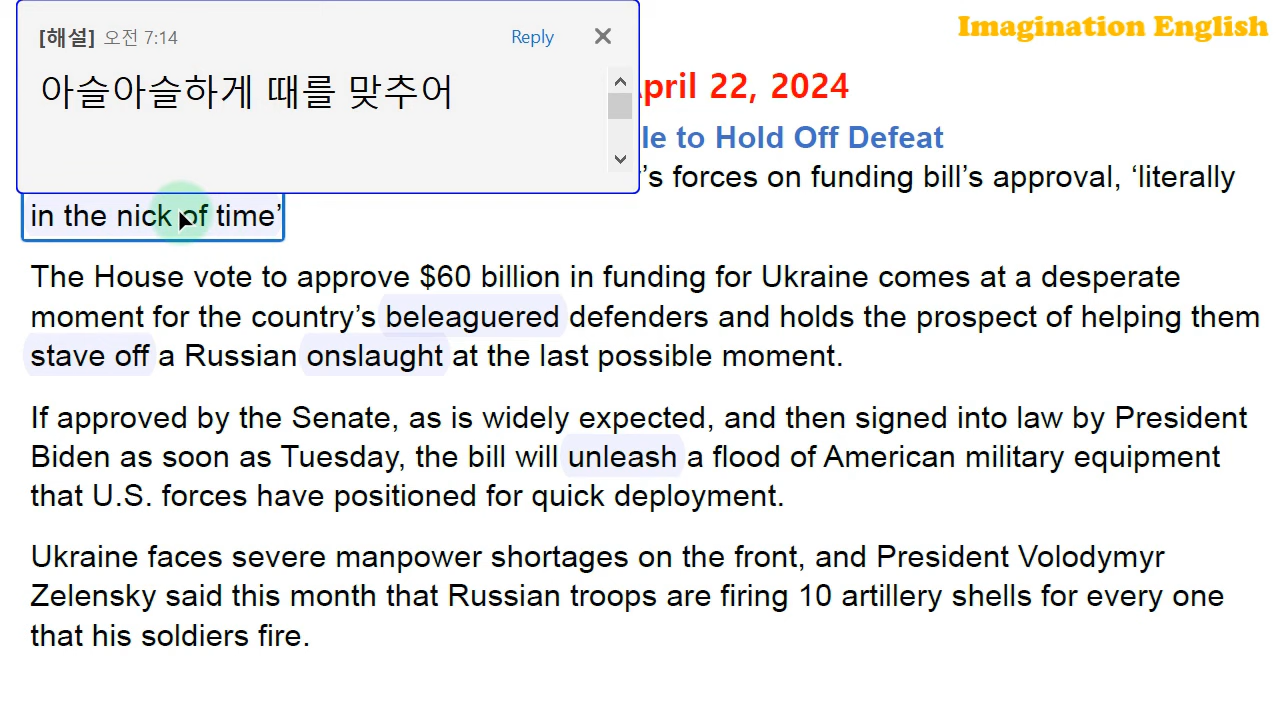 [해설] 오전 7:14 Reply
아슬아슬하게 때를 맞추어
Imagination English
April 22, 2024
le to Hold Off Defeat
's forces on funding bill's approval, ‘literally
in the nick of time’
The House vote to approve $60 billion in funding for Ukraine comes at a desperate
moment for the country’s beleaguered defenders and holds the prospect of helping them
stave off a Russian onslaught at the last possible moment.
If approved by the Senate, as is widely expected, and then signed into law by President
Biden as soon as Tuesday, the bill will unleash a flood of American military equipment
that U.S. forces have positioned for quick deployment.
Ukraine faces severe manpower shortages on the front, and President Volodymyr
Zelensky said this month that Russian troops are firing 10 artillery shells for every one
that his soldiers fire.